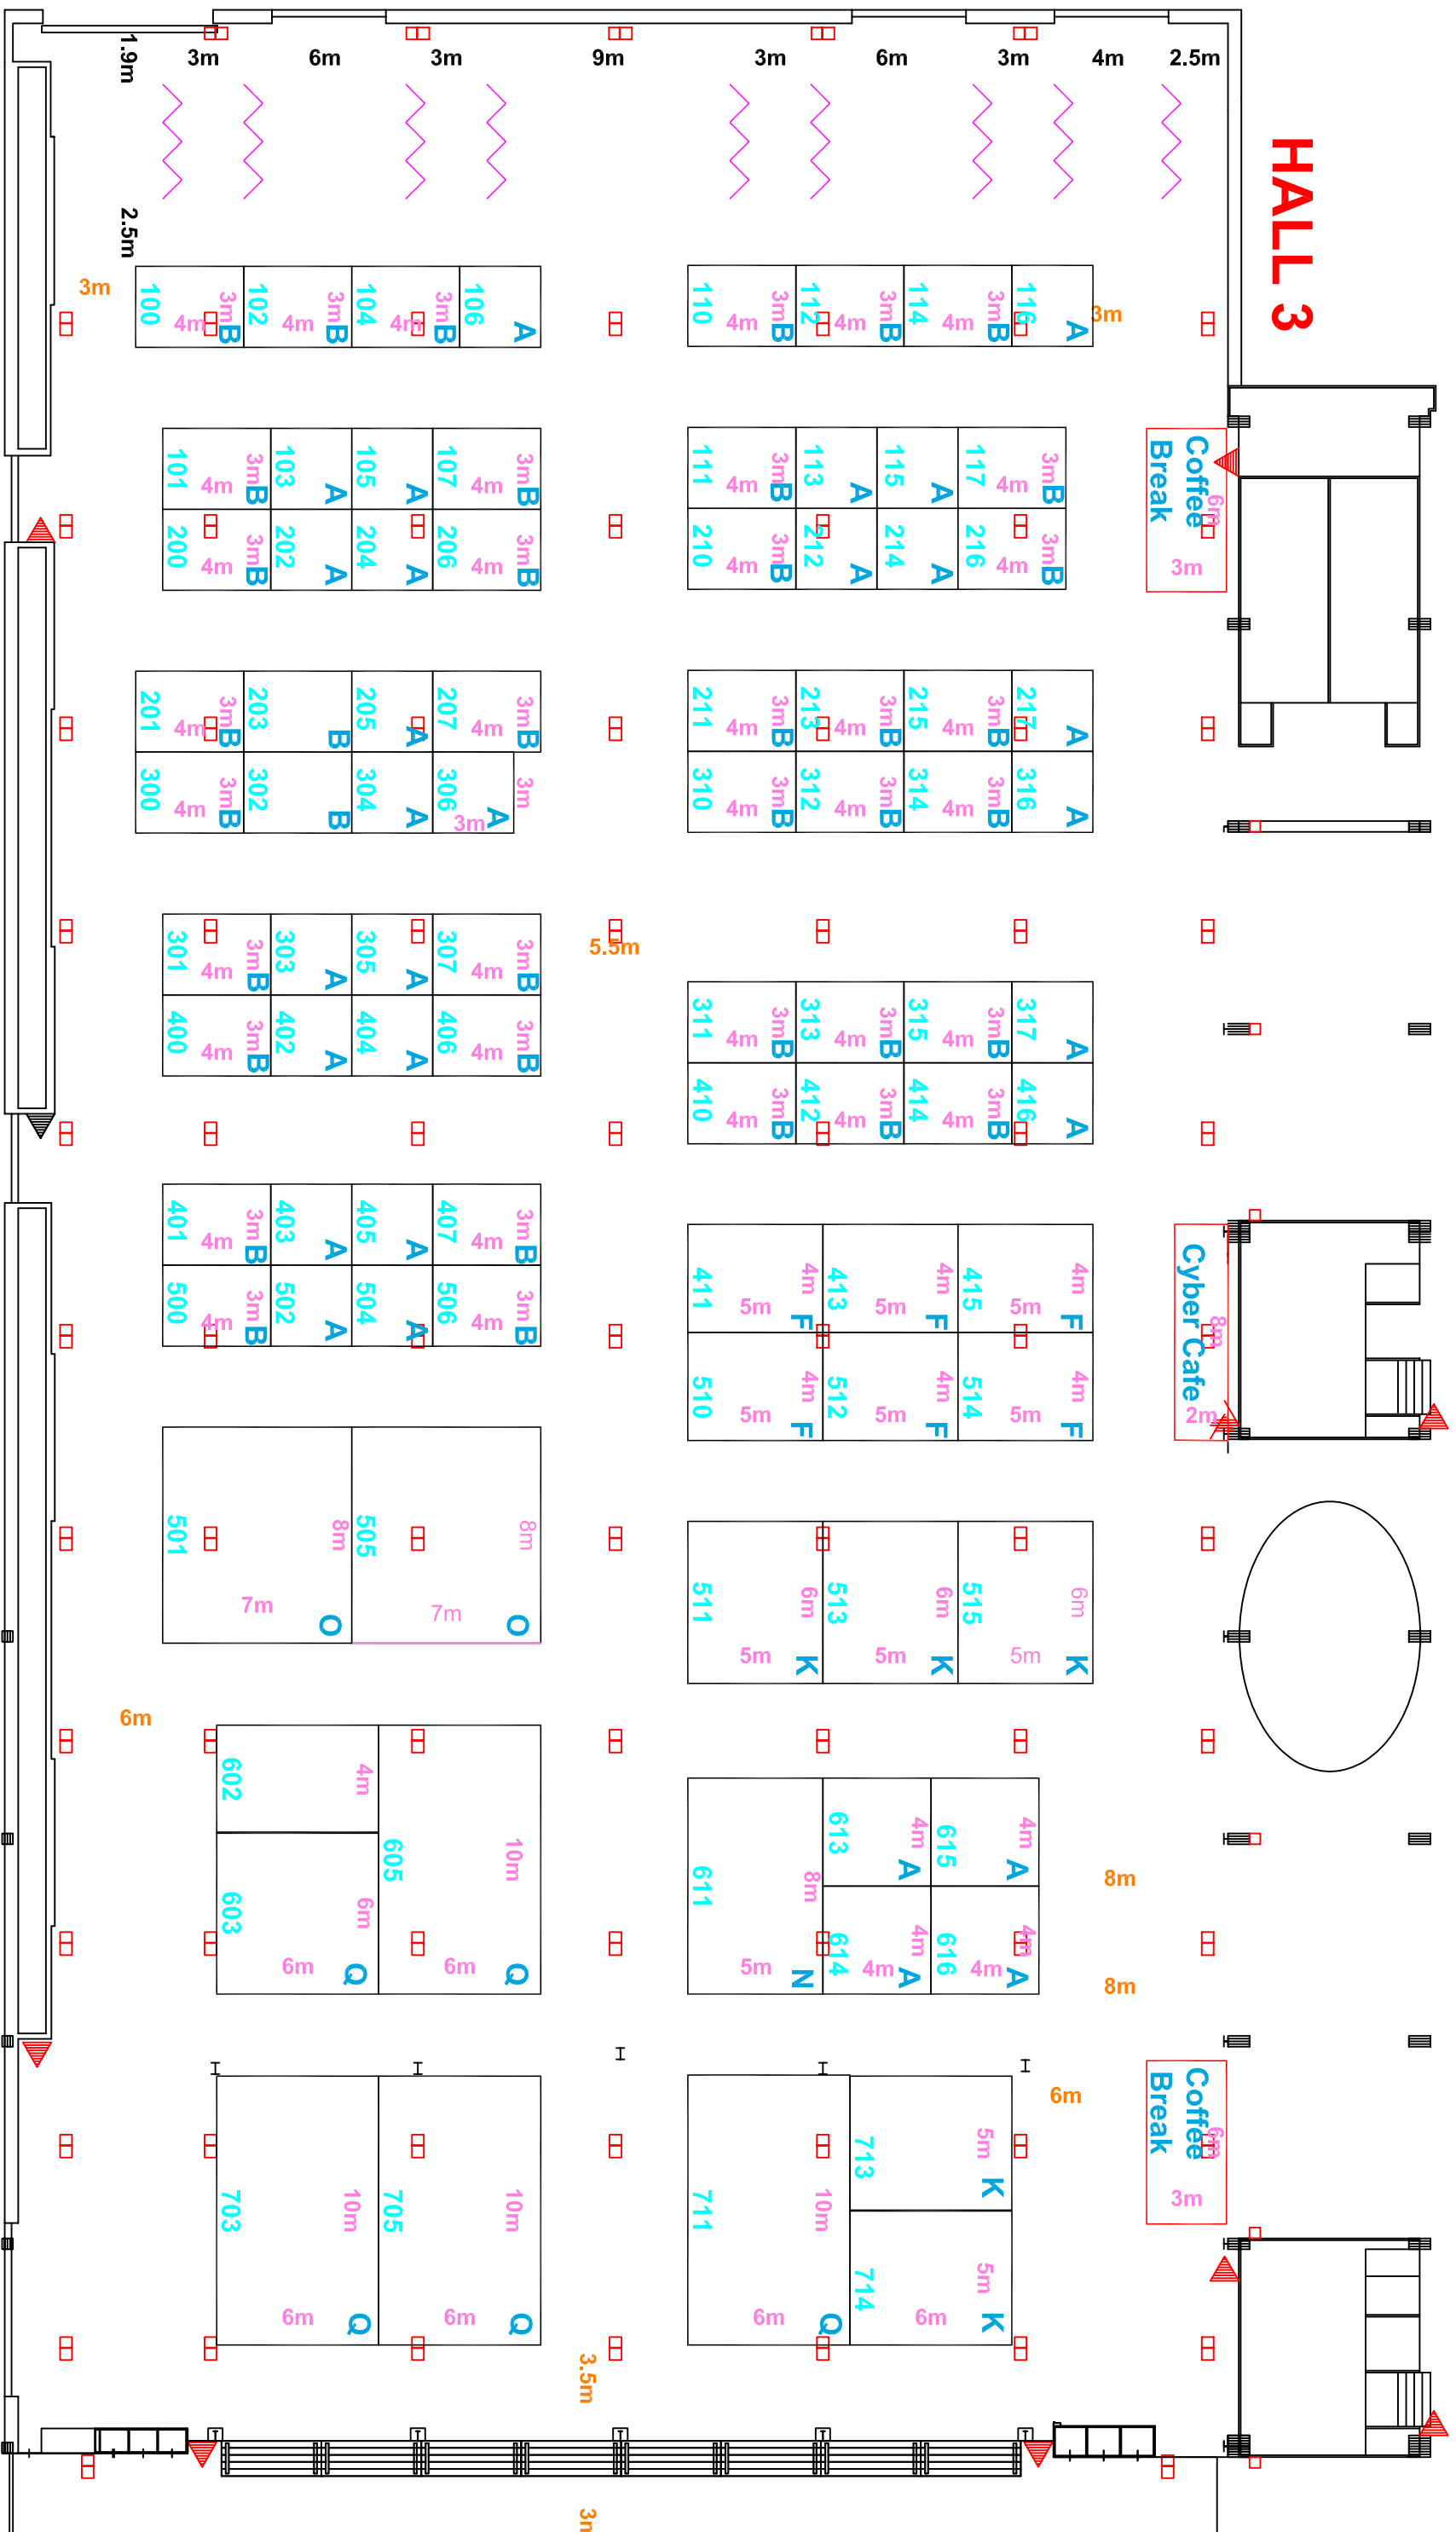 HALL 3
1.9m
3m 6m 3m 9m 3m 6m 3m 4m 2.5m
2.5m
3m
100 4m 3m B
102 4m 3m B
104 4m 3m B
106 A
110 4m 3m B
112 4m 3m B
114 4m 3m B
116 A
3m
101 4m 3m B
103 A
105 A
107 4m 3m B
111 4m 3m B
113 A
115 A
117 4m 3m B
Coffee
Break
6m
3m
200 4m 3m B
202 A
204 A
206 4m 3m B
210 4m 3m B
212 A
214 A
216 4m 3m B
201 4m 3m B
203 B
205 A
207 4m 3m B
211 4m 3m B
213 4m 3m B
215 4m 3m B
217 A
300 4m 3m B
302 B
304 A
306 3m A
3m
310 4m 3m B
312 4m 3m B
314 4m 3m B
316 A
301 4m 3m B
303 A
305 A
307 4m 3m B
5.5m
311 4m 3m B
313 4m 3m B
315 4m 3m B
317 A
400 4m 3m B
402 A
404 A
406 4m 3m B
410 4m 3m B
412 4m 3m B
414 4m 3m B
416 A
401 4m 3m B
403 A
405 A
407 4m 3m B
411 5m 4m F
413 5m 4m F
415 5m 4m F
Cyber Cafe
8m
2m
500 4m 3m B
502 A
504 A
506 4m 3m B
510 5m 4m F
512 5m 4m F
514 5m 4m F
501 7m 8m O
505 7m 8m O
511 5m 6m K
513 5m 6m K
515 5m 6m K
6m
602 4m
603 6m 6m Q
605 10m 6m Q
611 8m 5m N
613 4m A
615 4m A
614 4m 4m A
616 4m 4m A
8m
8m
6m
703 10m 6m Q
705 10m 6m Q
711 10m 6m Q
713 5m K
714 5m 6m K
Coffee
Break
6m
3m
3.5m